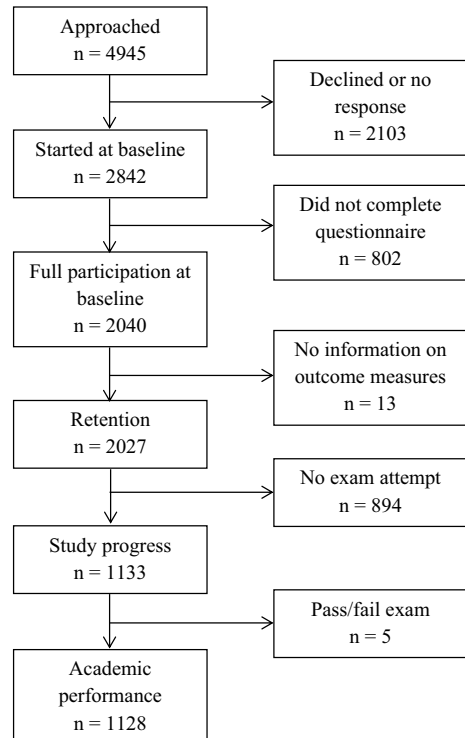 Approached
n = 4945
Declined or no
response
n = 2103
Started at baseline
n = 2842
Did not complete
questionnaire
n = 802
Full participation at
baseline
n = 2040
No information on
outcome measures
n = 13
Retention
n = 2027
No exam attempt
n = 894
Study progress
n = 1133
Pass/fail exam
n = 5
Academic
performance
n = 1128